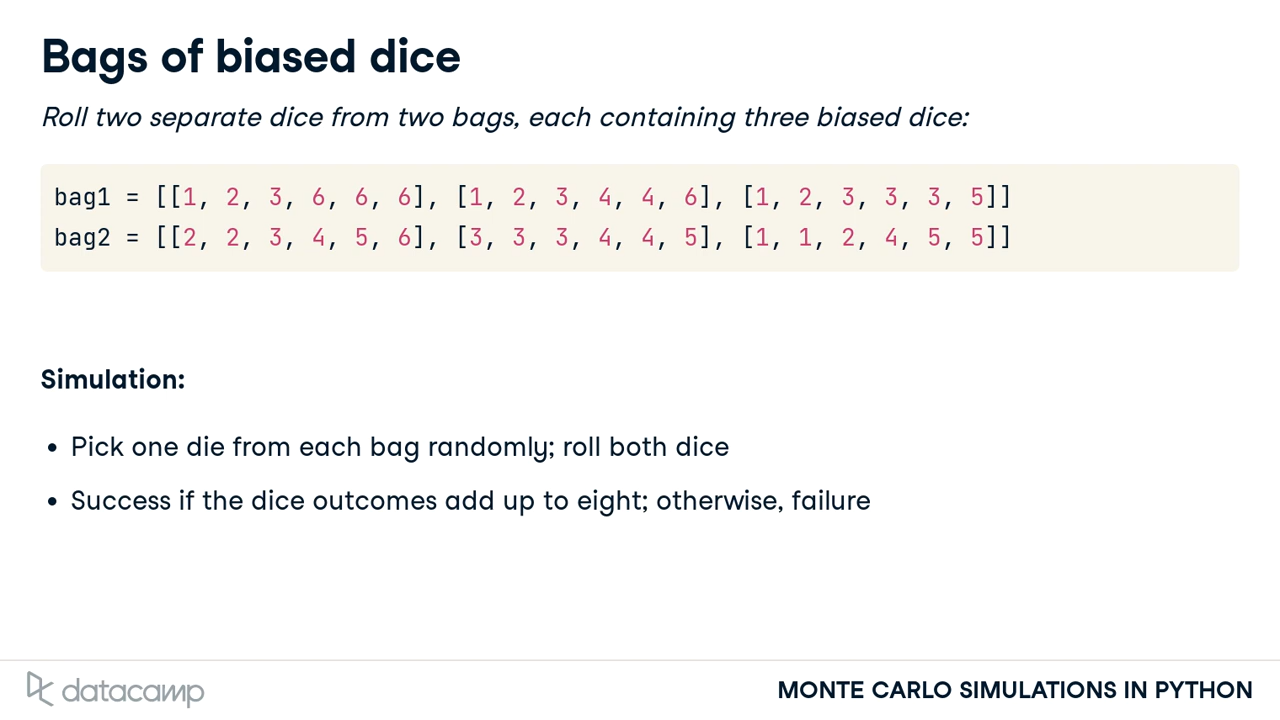 Bags of biased dice
Roll two separate dice from two bags, each containing three biased dice:
bag1 = [[1, 2, 3, 6, 6, 6], [1, 2, 3, 4, 4, 6], [1, 2, 3, 3, 3, 5]]
bag2 = [[2, 2, 3, 4, 5, 6], [3, 3, 3, 4, 4, 5], [1, 1, 2, 4, 5, 5]]
Simulation:
• Pick one die from each bag randomly; roll both dice
• Success if the dice outcomes add up to eight; otherwise, failure
datacamp
MONTE CARLO SIMULATIONS IN PYTHON